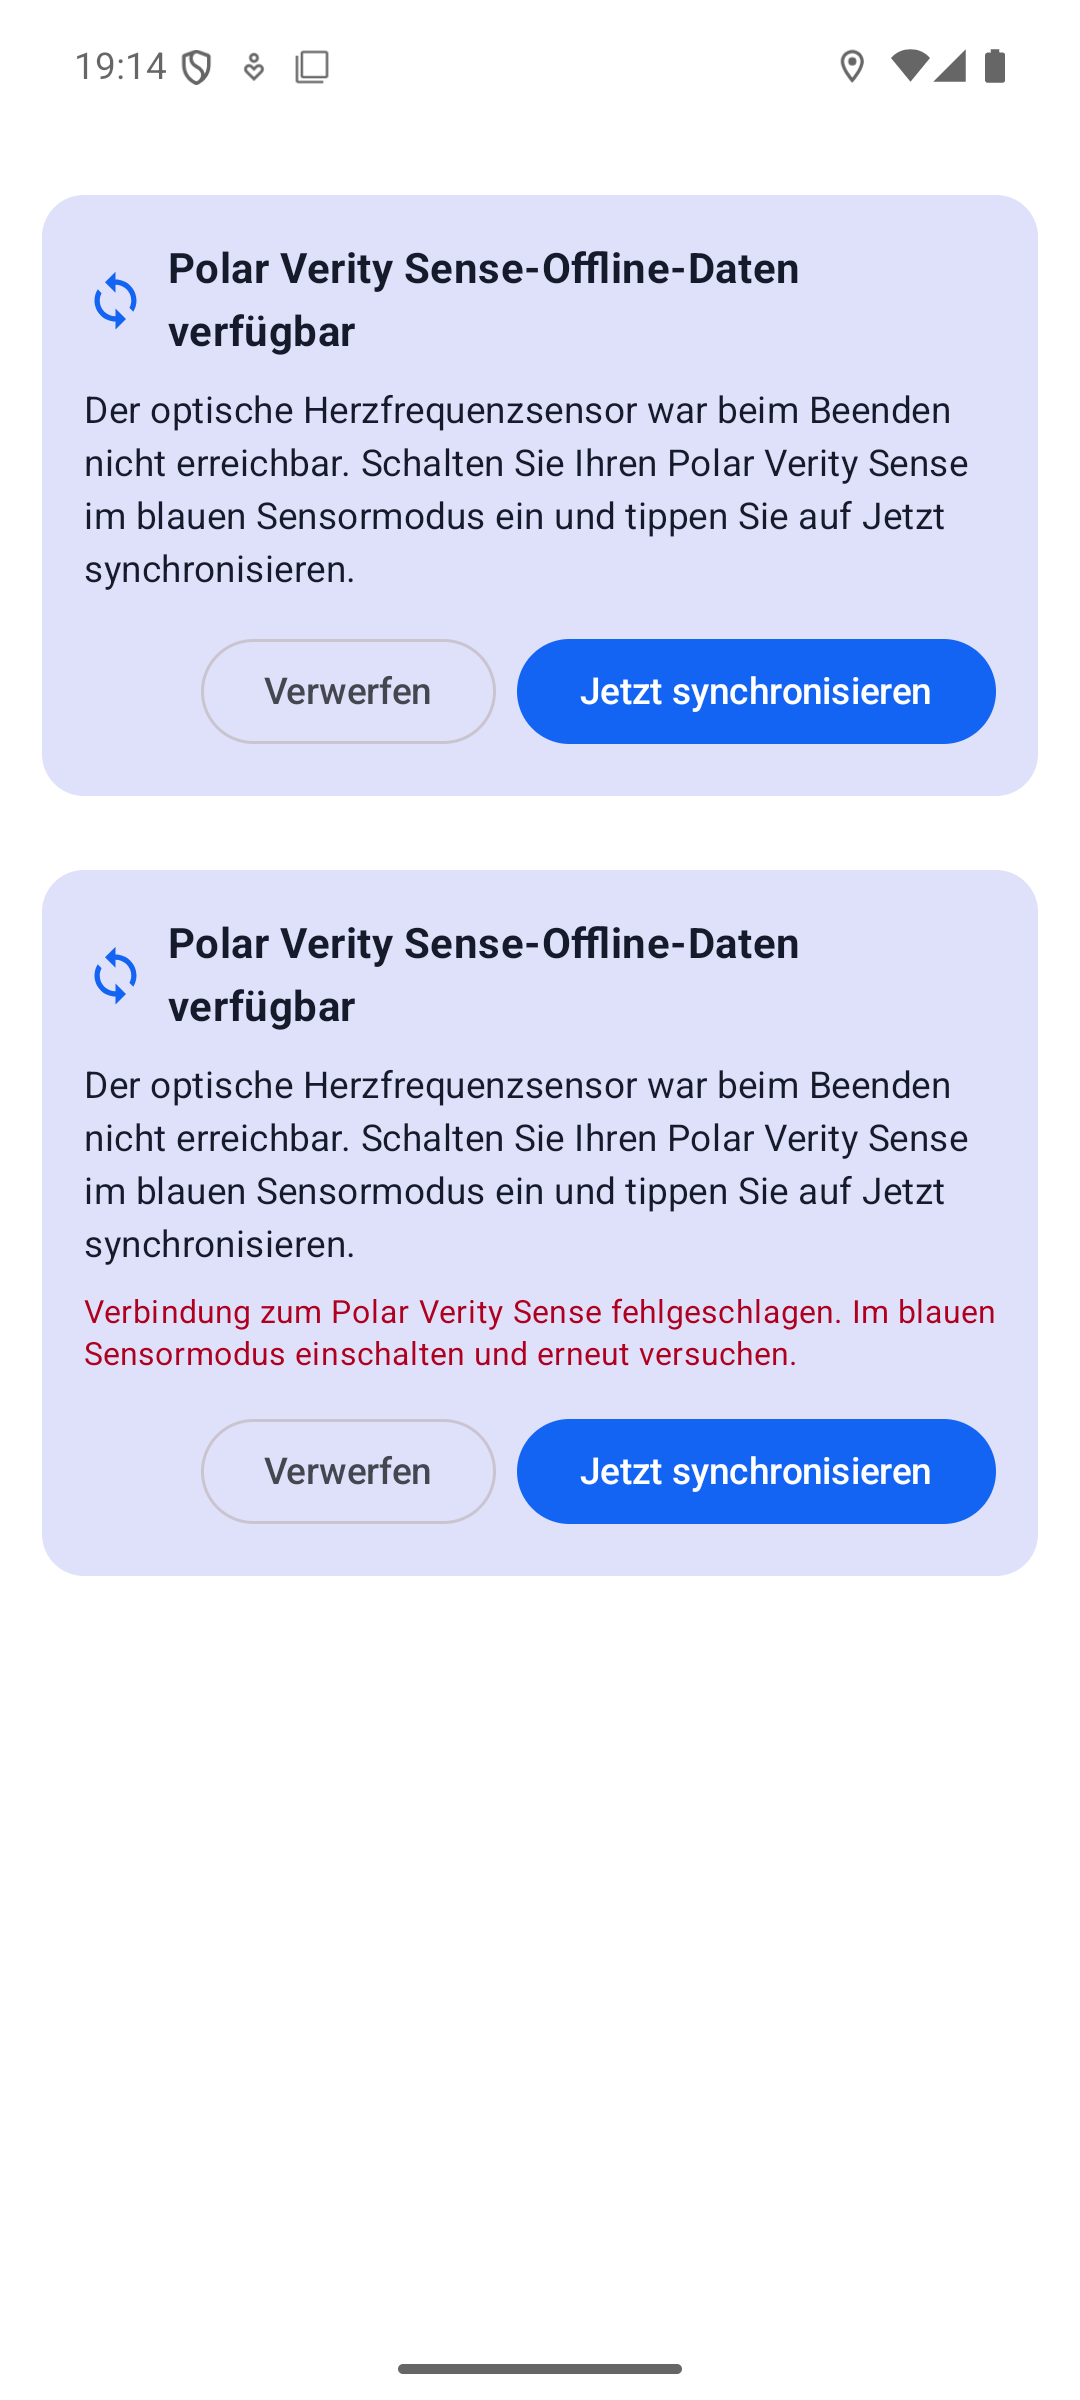 19:14
Polar Verity Sense-Offline-Daten
verfügbar
Der optische Herzfrequenzsensor war beim Beenden
nicht erreichbar. Schalten Sie Ihren Polar Verity Sense
im blauen Sensormodus ein und tippen Sie auf Jetzt
synchronisieren.
Verwerfen
Jetzt synchronisieren
Polar Verity Sense-Offline-Daten
verfügbar
Der optische Herzfrequenzsensor war beim Beenden
nicht erreichbar. Schalten Sie Ihren Polar Verity Sense
im blauen Sensormodus ein und tippen Sie auf Jetzt
synchronisieren.
Verbindung zum Polar Verity Sense fehlgeschlagen. Im blauen
Sensormodus einschalten und erneut versuchen.
Verwerfen
Jetzt synchronisieren